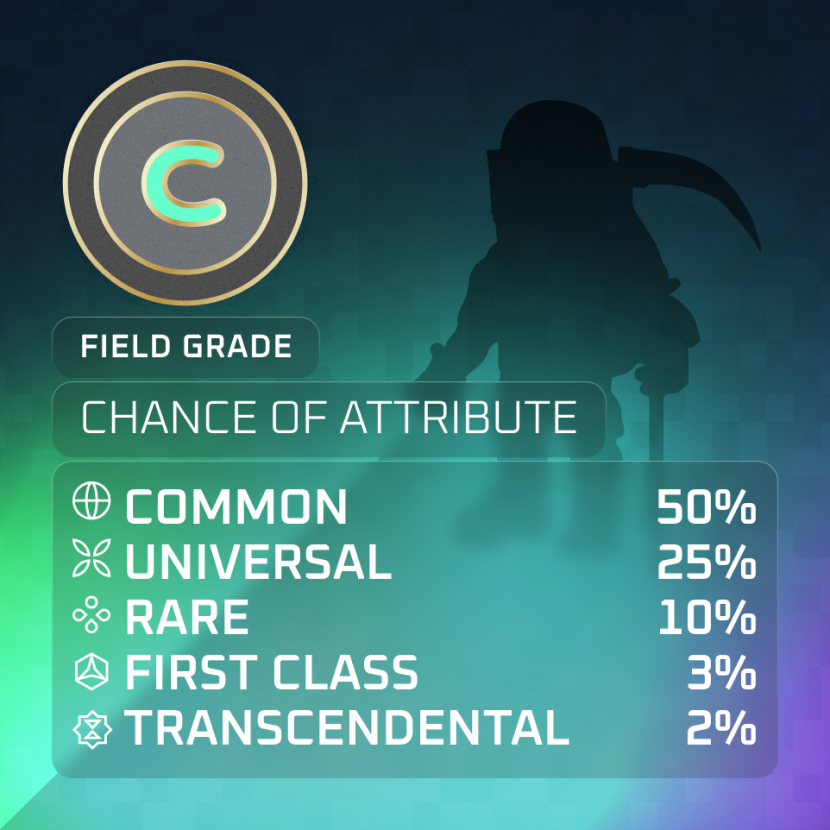 C
FIELD GRADE
CHANCE OF ATTRIBUTE
COMMON 50%
UNIVERSAL 25%
RARE 10%
FIRST CLASS 3%
TRANSCENDENTAL 2%